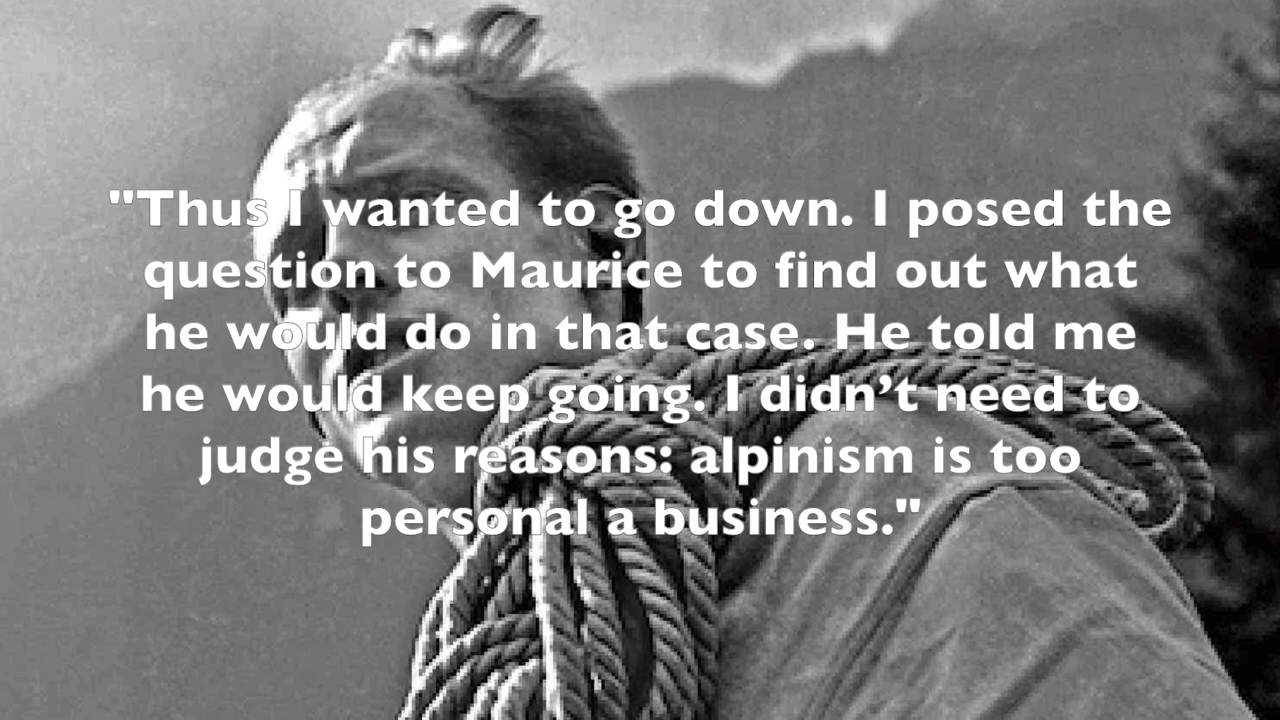 "Thus I wanted to go down. I posed the
question to Maurice to find out what
he would do in that case. He told me
he would keep going. I didn’t need to
judge his reasons: alpinism is too
personal a business."